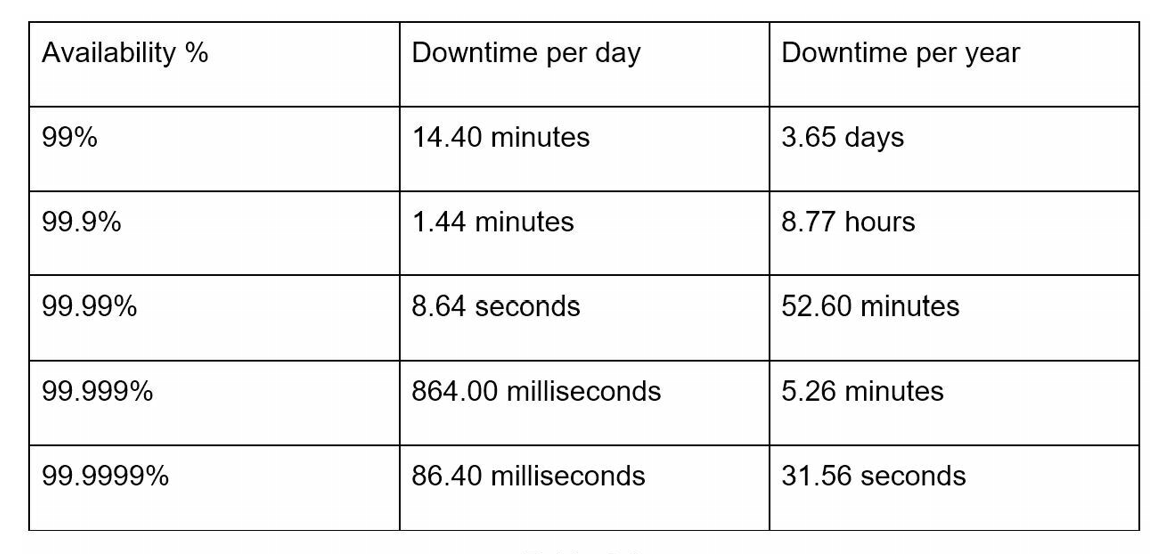 Availability % Downtime per day Downtime per year
99% 14.40 minutes 3.65 days
99.9% 1.44 minutes 8.77 hours
99.99% 8.64 seconds 52.60 minutes
99.999% 864.00 milliseconds 5.26 minutes
99.9999% 86.40 milliseconds 31.56 seconds